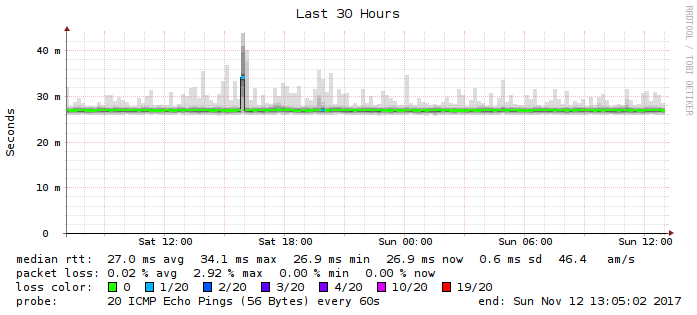 Last 30 Hours
RRDTOOL / TOBI OETIKER
Seconds
40 m
30 m
20 m
10 m
0
Sat 12:00 Sat 18:00 Sun 00:00 Sun 06:00 Sun 12:00
median rtt: 27.0 ms avg 34.1 ms max 26.9 ms min 26.9 ms now 0.6 ms sd 46.4 am/s
packet loss: 0.02 % avg 2.92 % max 0.00 % min 0.00 % now
loss color: 0 1/20 2/20 3/20 4/20 10/20 19/20
probe: 20 ICMP Echo Pings (56 Bytes) every 60s end: Sun Nov 12 13:05:02 2017